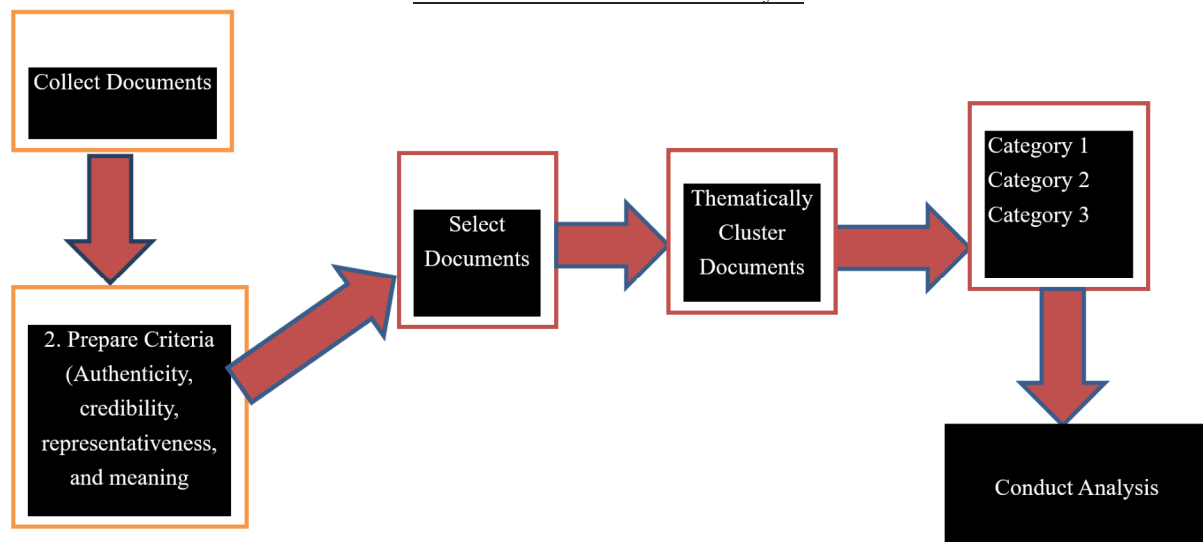 Collect Documents
2. Prepare Criteria
(Authenticity,
credibility,
representativeness,
and meaning
Select
Documents
Thematically
Cluster
Documents
Category 1
Category 2
Category 3
Conduct Analysis